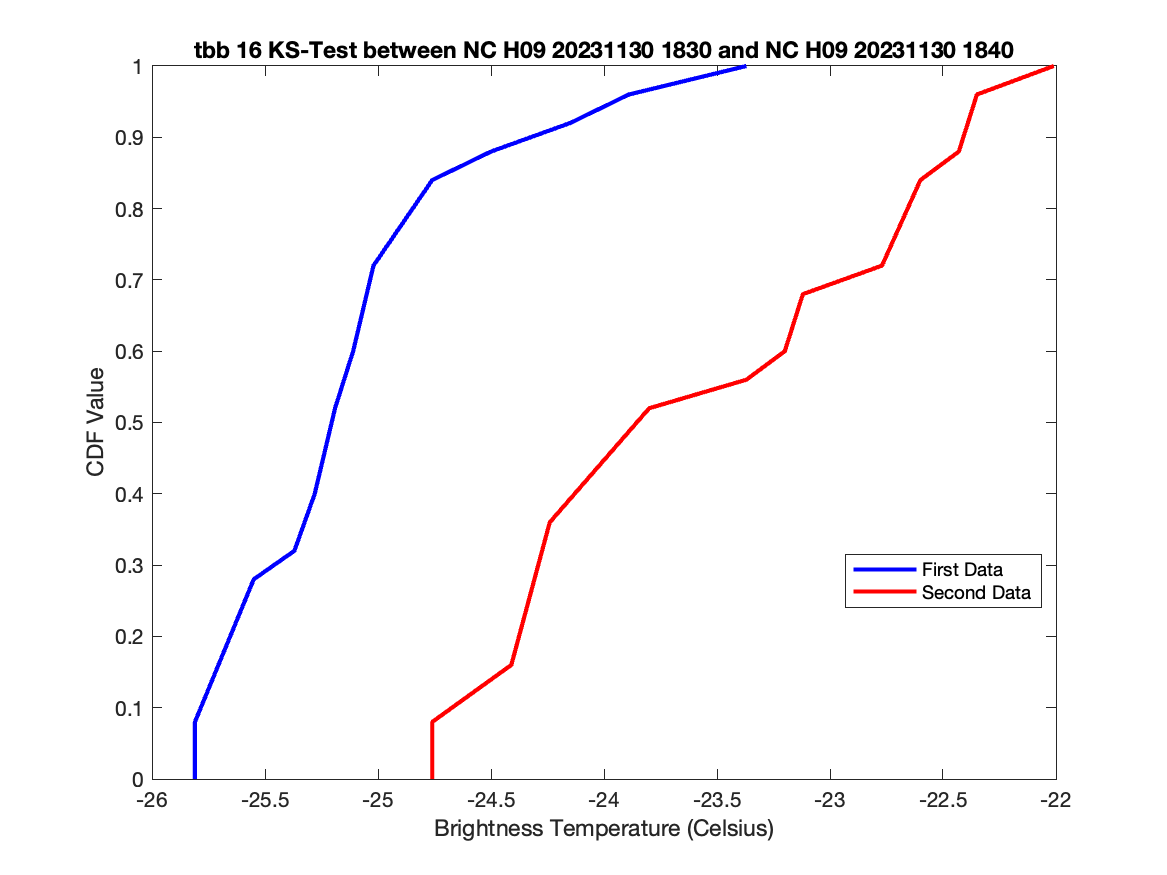 tbb 16 KS-Test between NC H09 20231130 1830 and NC H09 20231130 1840
1
0.9
0.8
0.7
0.6
0.5
0.4
0.3
0.2
0.1
0
CDF Value
First Data
Second Data
-26 -25.5 -25 -24.5 -24 -23.5 -23 -22.5 -22
Brightness Temperature (Celsius)